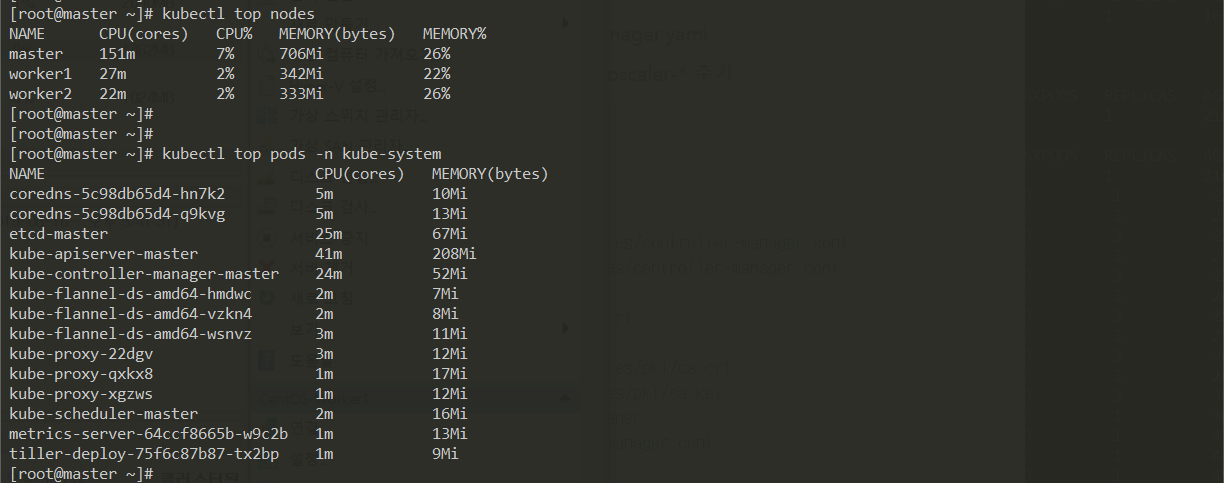 [root@master ~]# kubectl top nodes
NAME CPU(cores) CPU% MEMORY(bytes) MEMORY%
master 151m 7% 706Mi 26%
worker1 27m 2% 342Mi 22%
worker2 22m 2% 333Mi 26%
[root@master ~]#
[root@master ~]#
[root@master ~]# kubectl top pods -n kube-system
NAME CPU(cores) MEMORY(bytes)
coredns-5c98db65d4-hn7k2 5m 10Mi
coredns-5c98db65d4-q9kvg 5m 13Mi
etcd-master 25m 67Mi
kube-apiserver-master 41m 208Mi
kube-controller-manager-master 24m 52Mi
kube-flannel-ds-amd64-hmdwc 2m 7Mi
kube-flannel-ds-amd64-vzkn4 2m 8Mi
kube-flannel-ds-amd64-wsnvz 3m 11Mi
kube-proxy-22dgv 3m 12Mi
kube-proxy-qxkx8 1m 17Mi
kube-proxy-xgzws 1m 12Mi
kube-scheduler-master 2m 16Mi
metrics-server-64ccf8665b-w9c2b 1m 13Mi
tiller-deploy-75f6c87b87-tx2bp 1m 9Mi
[root@master ~]#